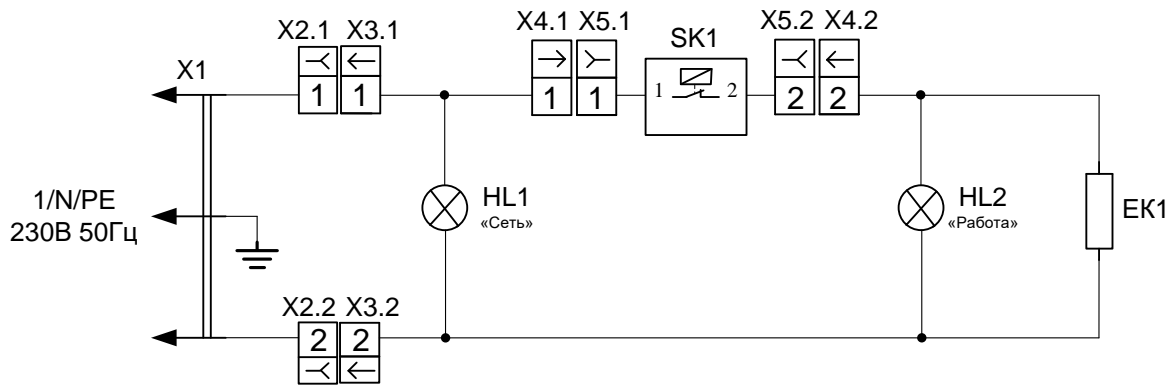 X4.1 X5.1
X5.2 X4.2
X2.1 X3.1
SK1
X1
1 1
1 1
1 2
2 2
1/N/PE
230В 50Гц
HL1
«Сеть»
HL2
«Работа»
EK1
X2.2 X3.2
2 2